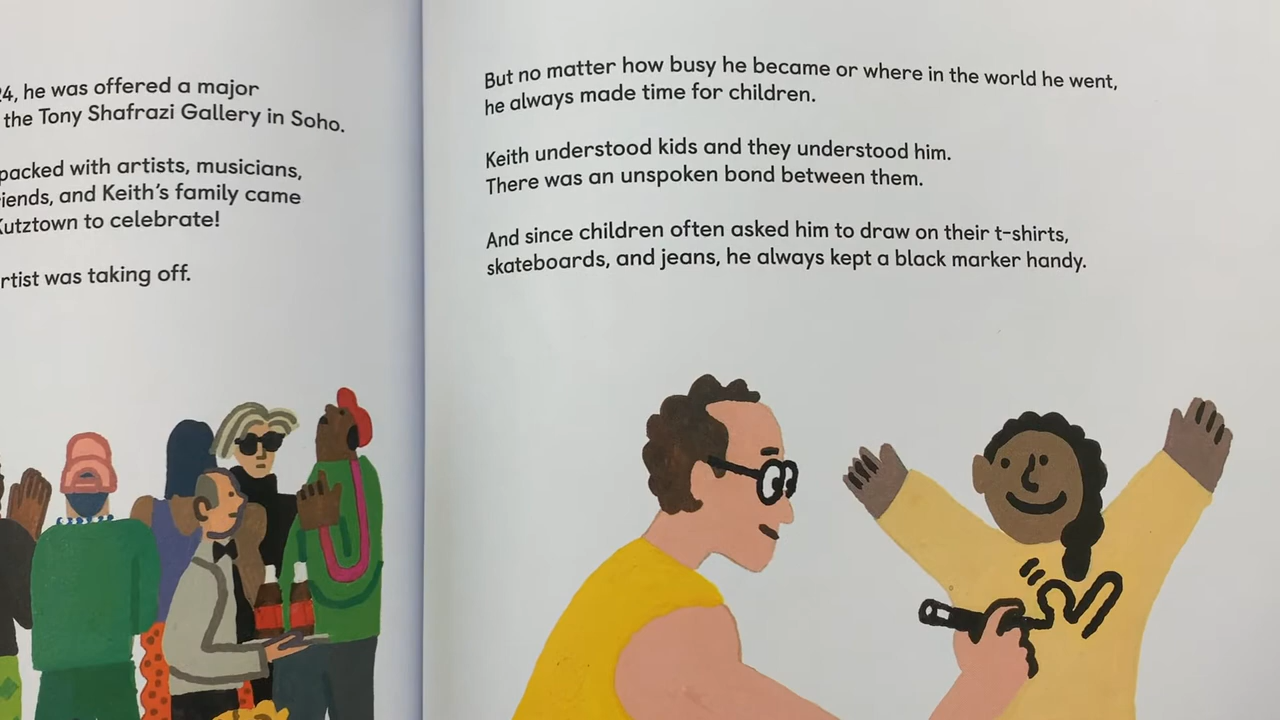 24, he was offered a major
the Tony Shafrazi Gallery in Soho.
packed with artists, musicians,
and Keith's family came
Kutztown to celebrate!
was taking off.
But no matter how busy he became or where in the world he went,
he always made time for children.
Keith understood kids and they understood him.
There was an unspoken bond between them.
And since children often asked him to draw on their t-shirts,
skateboards, and jeans, he always kept a black marker handy.